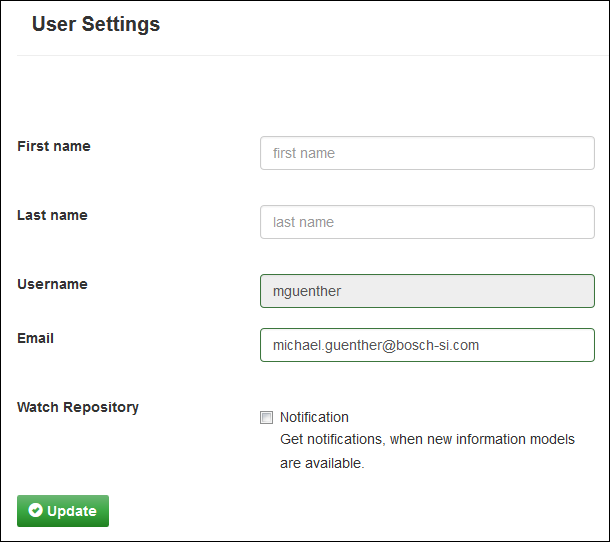 User Settings
First name
first name
Last name
last name
Username
mguenther
Email
michael.guenther@bosch-si.com
Watch Repository
Notification
Get notifications, when new information models
are available.
Update